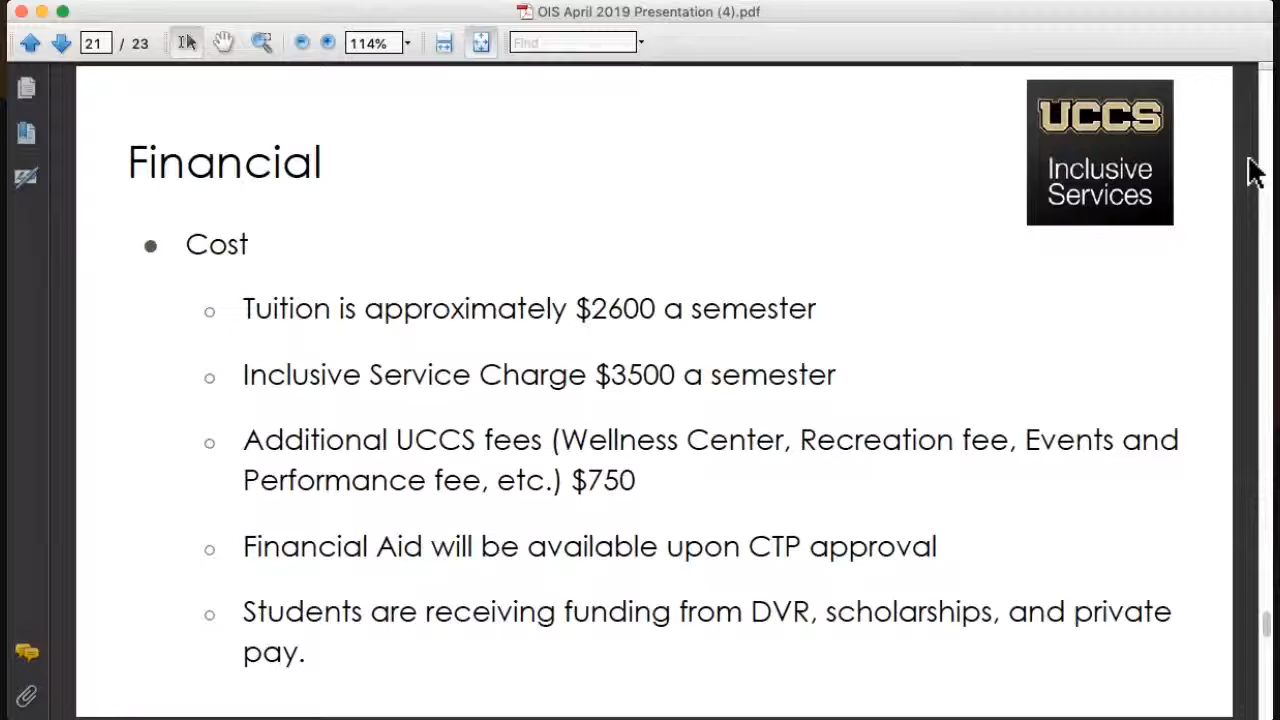 OIS April 2019 Presentation (4).pdf
21 / 23
114%
Find
UCCS
Inclusive
Services
Financial
● Cost
○ Tuition is approximately $2600 a semester
○ Inclusive Service Charge $3500 a semester
○ Additional UCCS fees (Wellness Center, Recreation fee, Events and
Performance fee, etc.) $750
○ Financial Aid will be available upon CTP approval
○ Students are receiving funding from DVR, scholarships, and private
pay.